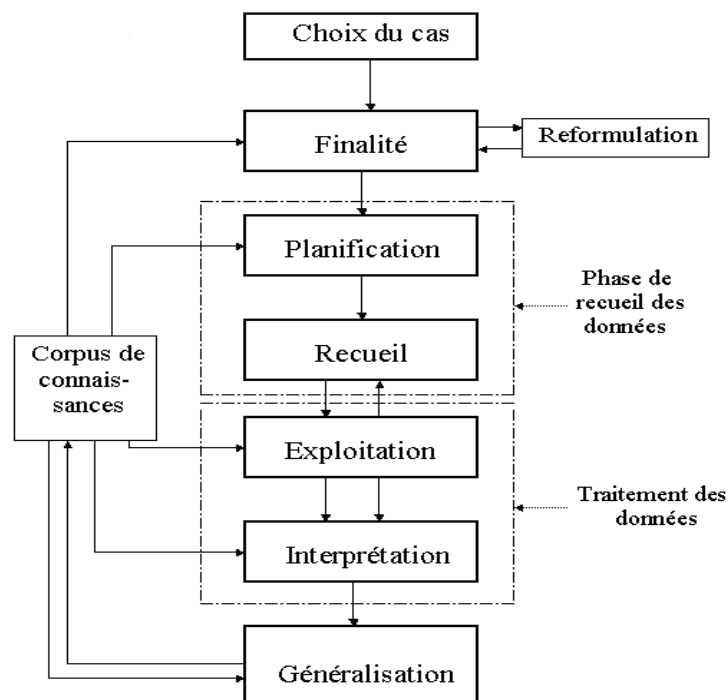 Choix du cas
Finalité
Reformulation
Planification
Phase de
recueil des
données
Recueil
Corpus de
connais-
sances
Exploitation
Traitement des
données
Interprétation
Généralisation